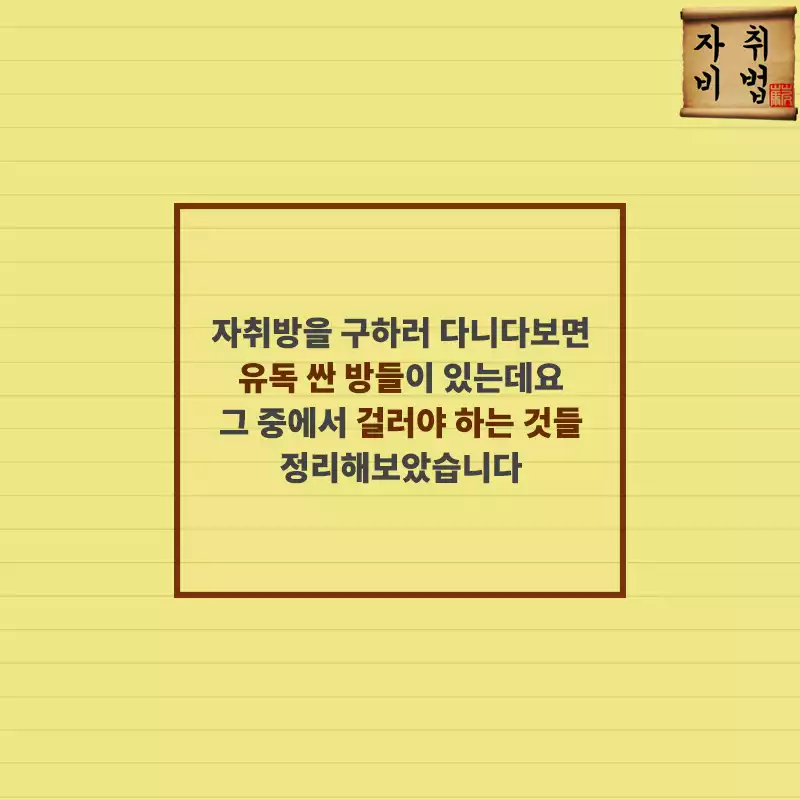 자취
비법
자취방을 구하러 다니다보면
유독 싼 방들이 있는데요
그 중에서 걸러야 하는 것들
정리해보았습니다